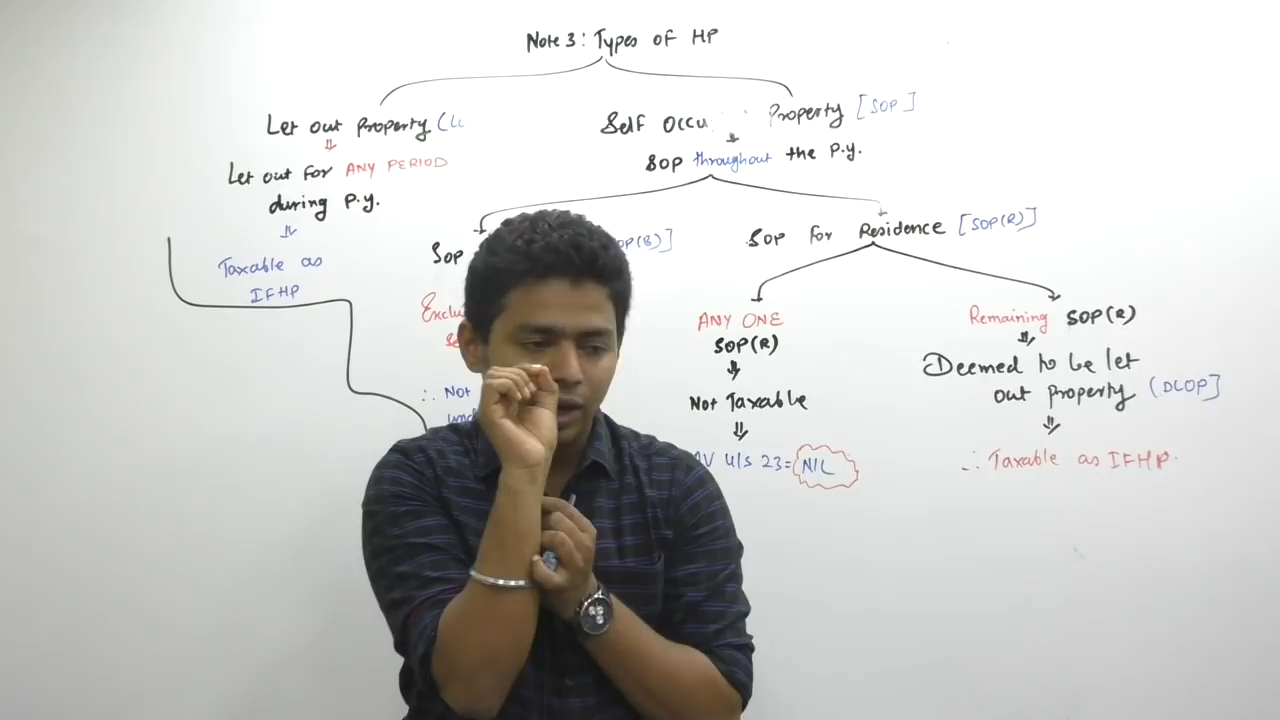 Note 3: Types of HP
Let out property
Let out for ANY PERIOD
during P.y.
Taxable as
IFHP
Self Occu Property [SOP]
SOP throughout the P.y.
SOP
OP(B)]
Not
SOP for Residence [SOP(R)]
ANY ONE
SOP(R)
Not Taxable
AV U/S 23= NIL
Remaining SOP(R)
Deemed to be let
out property (DLOP]
∴ Taxable as IFHP.